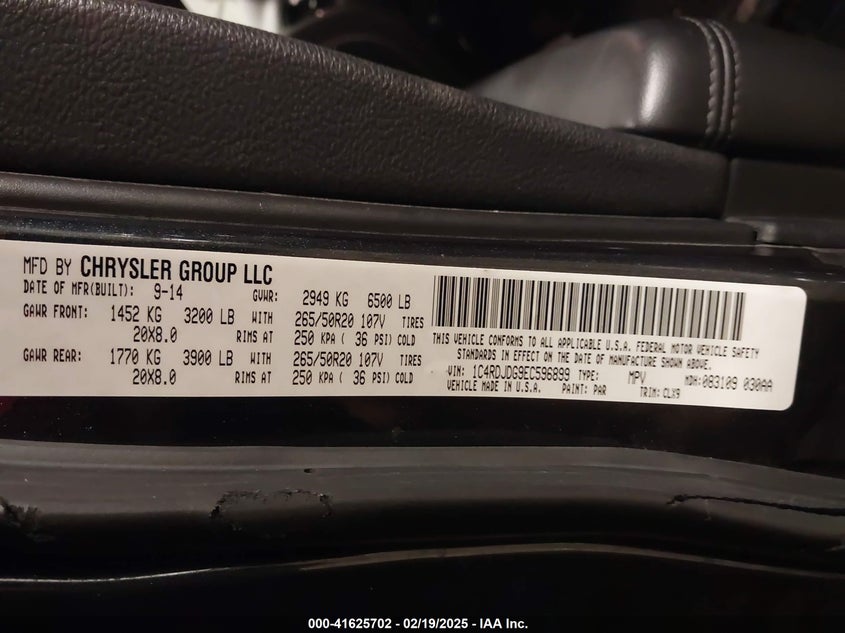 MFD BY CHRYSLER GROUP LLC
DATE OF MFR(BUILT): 9-14 GVWR: 2949 KG 6500 LB
GAWR FRONT: 1452 KG 3200 LB WITH 265/50R20 107V TIRES
20X8.0 RIMS AT 250 KPA ( 36 PSI) COLD
GAWR REAR: 1770 KG 3900 LB WITH 265/50R20 107V TIRES
20X8.0 RIMS AT 250 KPA ( 36 PSI) COLD
THIS VEHICLE CONFORMS TO ALL APPLICABLE U.S.A. FEDERAL MOTOR VEHICLE SAFETY
STANDARDS IN EFFECT ON THE DATE OF MANUFACTURE SHOWN ABOVE.
VIN: 1C4RDJDG9EC596899 TYPE: MPV MDH: 083109 030AA
VEHICLE MADE IN U.S.A. PAINT: PAR TRIM: CLX9
000-41625702 - 02/19/2025 - IAA Inc.